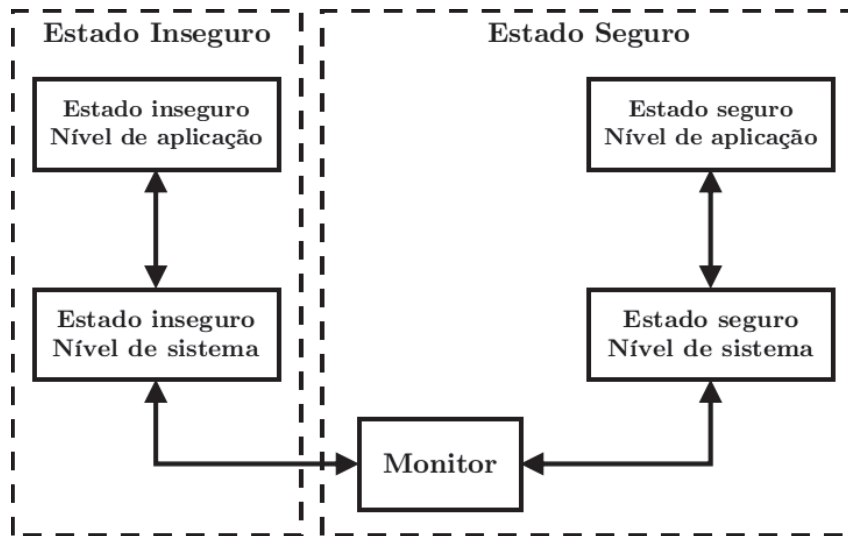 Estado Inseguro
Estado Seguro
Estado inseguro
Nível de aplicação
Estado seguro
Nível de aplicação
Estado inseguro
Nível de sistema
Estado seguro
Nível de sistema
Monitor